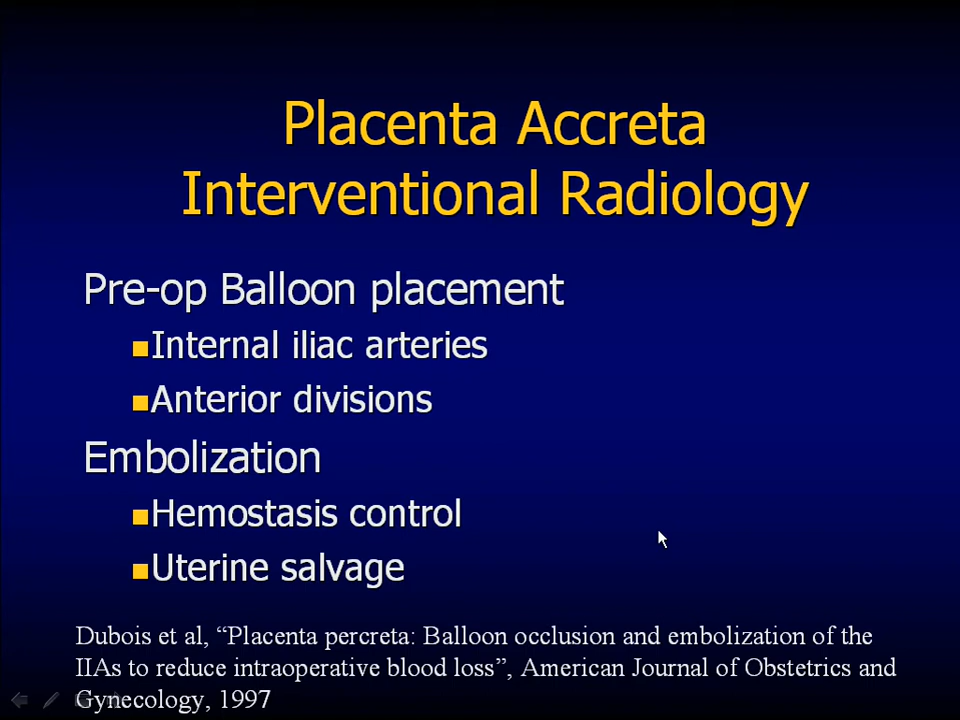 Placenta Accreta
Interventional Radiology
Pre-op Balloon placement
Internal iliac arteries
Anterior divisions
Embolization
Hemostasis control
Uterine salvage
Dubois et al, “Placenta percreta: Balloon occlusion and embolization of the
IIAs to reduce intraoperative blood loss”, American Journal of Obstetrics and
Gynecology, 1997